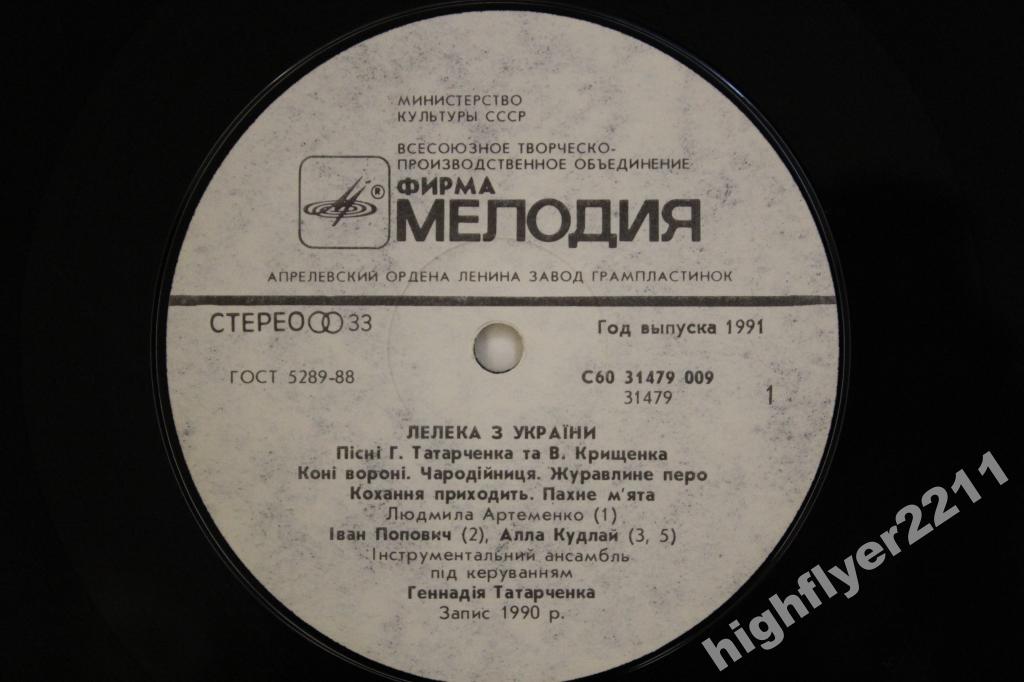 МИНИСТЕРСТВО
КУЛЬТУРЫ СССР
ВСЕСОЮЗНОЕ ТВОРЧЕСКО-
ПРОИЗВОДСТВЕННОЕ ОБЪЕДИНЕНИЕ
® ФИРМА
МЕЛОДИЯ
АПРЕЛЕВСКИЙ ОРДЕНА ЛЕНИНА ЗАВОД ГРАМПЛАСТИНОК
СТЕРЕО 33
Год выпуска 1991
ГОСТ 5289-88
С60 31479 009
31479
1
ЛЕЛЕКА З УКРАЇНИ
Пісні Г. Татарченка та В. Крищенка
Коні вороні. Чародійниця. Журавлине перо
Кохання приходить. Пахне м'ята
Людмила Артеменко (1)
Іван Попович (2), Алла Кудлай (3, 5)
Інструментальний ансамбль
під керуванням
Геннадія Татарченка
Запис 1990 р.
highflyer2211